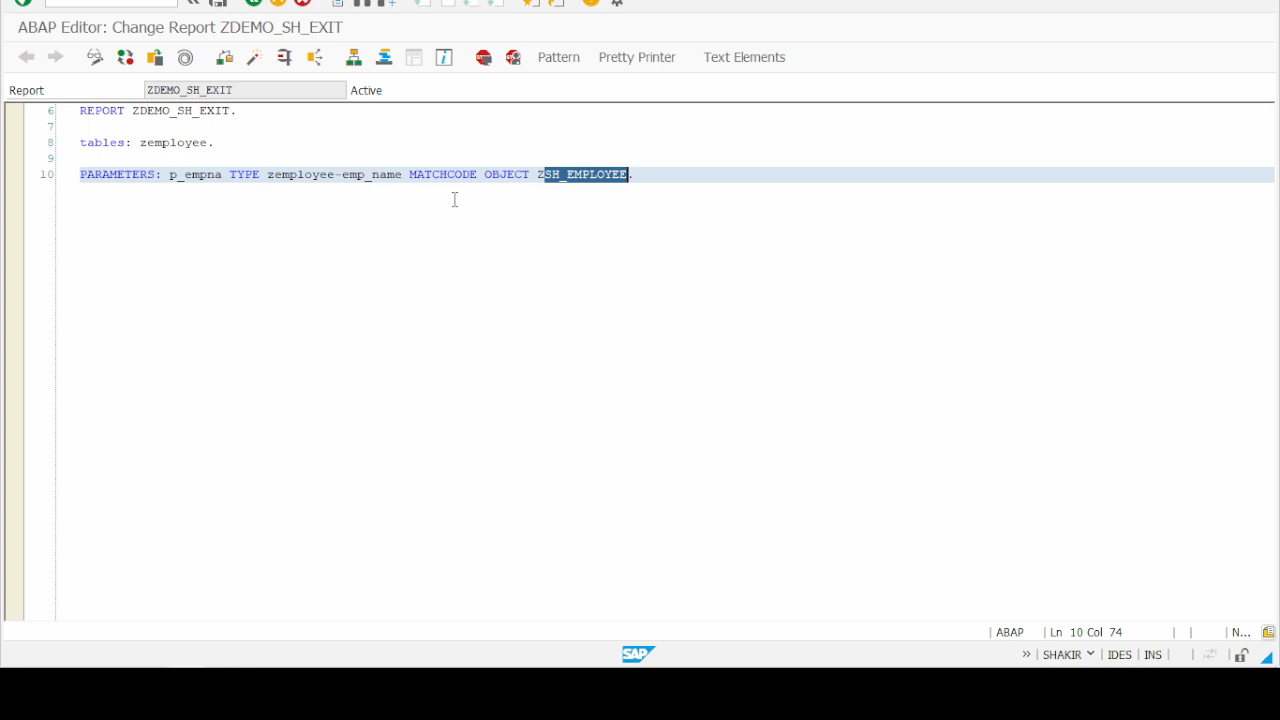 ABAP Editor: Change Report ZDEMO_SH_EXIT
Pattern Pretty Printer Text Elements
Report ZDEMO_SH_EXIT Active
6 REPORT ZDEMO_SH_EXIT.
7
8 tables: zemployee.
9
10 PARAMETERS: p_empna TYPE zemployee-emp_name MATCHCODE OBJECT ZSH_EMPLOYEE.
| ABAP | Ln 10 Col 74 | | | N...
SAP » | SHAKIR | IDES | INS |